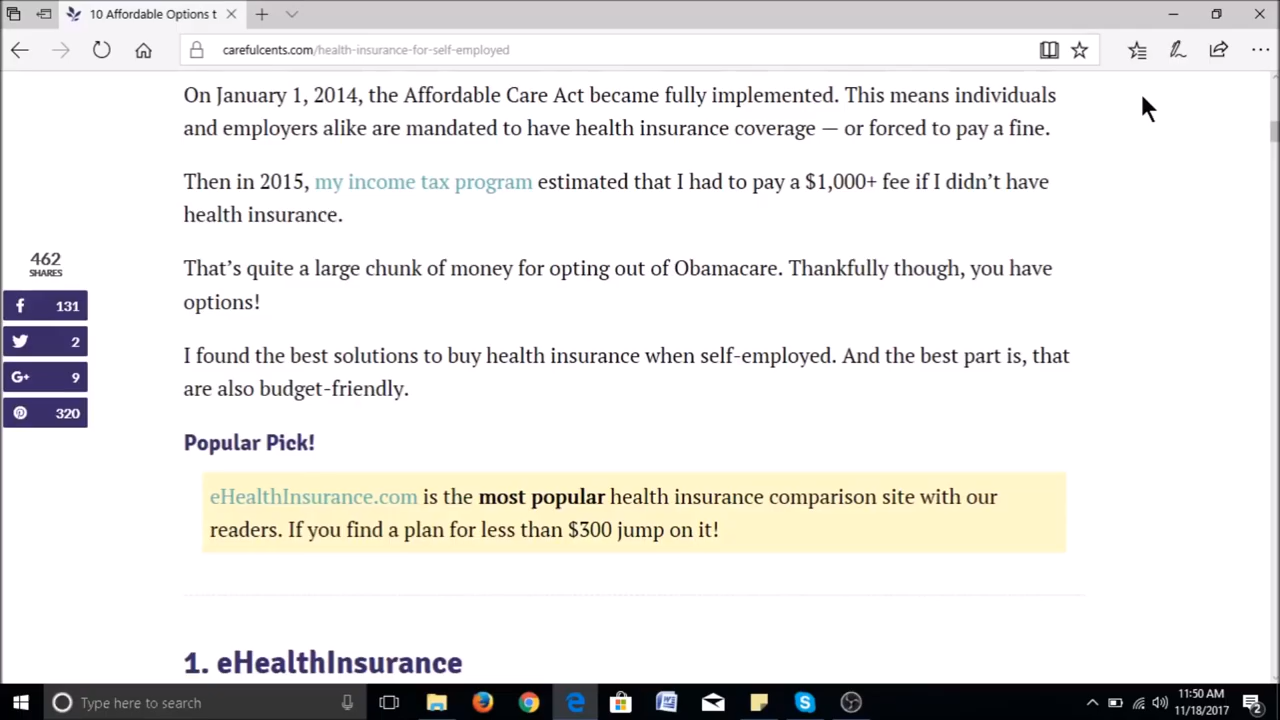 10 Affordable Options t
carefulcents.com/health-insurance-for-self-employed
On January 1, 2014, the Affordable Care Act became fully implemented. This means individuals
and employers alike are mandated to have health insurance coverage — or forced to pay a fine.
Then in 2015, my income tax program estimated that I had to pay a $1,000+ fee if I didn’t have
health insurance.
That’s quite a large chunk of money for opting out of Obamacare. Thankfully though, you have
options!
I found the best solutions to buy health insurance when self-employed. And the best part is, that
are also budget-friendly.
462
SHARES
131
2
G+ 9
320
Popular Pick!
eHealthInsurance.com is the most popular health insurance comparison site with our
readers. If you find a plan for less than $300 jump on it!
1. eHealthInsurance
Type here to search
11:50 AM
11/18/2017
2